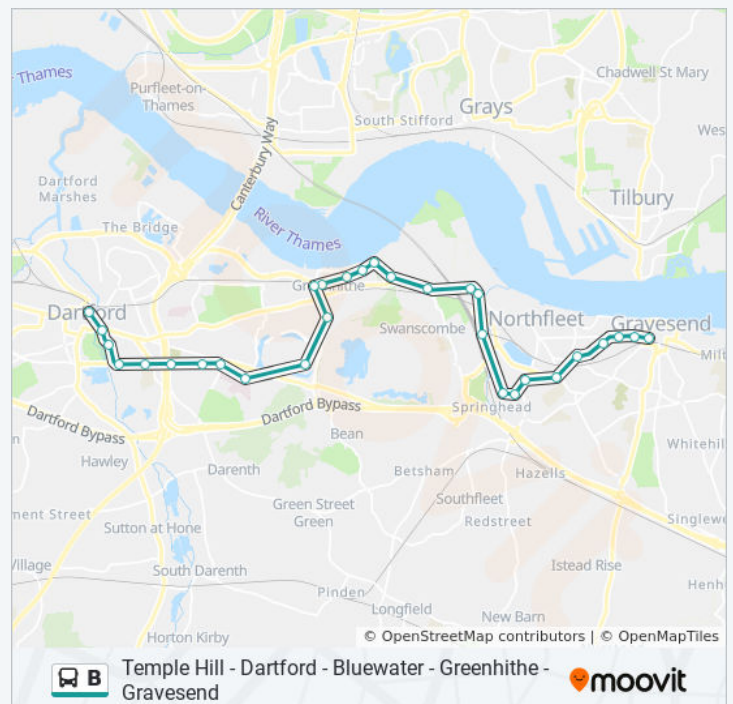 Chadwell St Mary
r Thames
Purfleet-on-
Thames
Grays
South Stifford
Wes
Canterbury Way
Dartford
Marshes
Tilbury
The Bridge
River Thames
Dartford
Swanscombe
Northfleet
Gravesend
Milt
Dartford Bypass
Springhead
Dartford Bypass
Bean
Whitehil
Hawley
Darenth
Betsham
Hazells
Green Street
Green
Southfleet
ment Street
Redstreet
Singlewe
Sutton at Hone
Village
South Darenth
Istead Rise
Pinden
Henh
Longfield
New Barn
Horton Kirby
© OpenStreetMap contributors | © OpenMapTiles
B
Temple Hill - Dartford - Bluewater - Greenhithe -
Gravesend
moovit